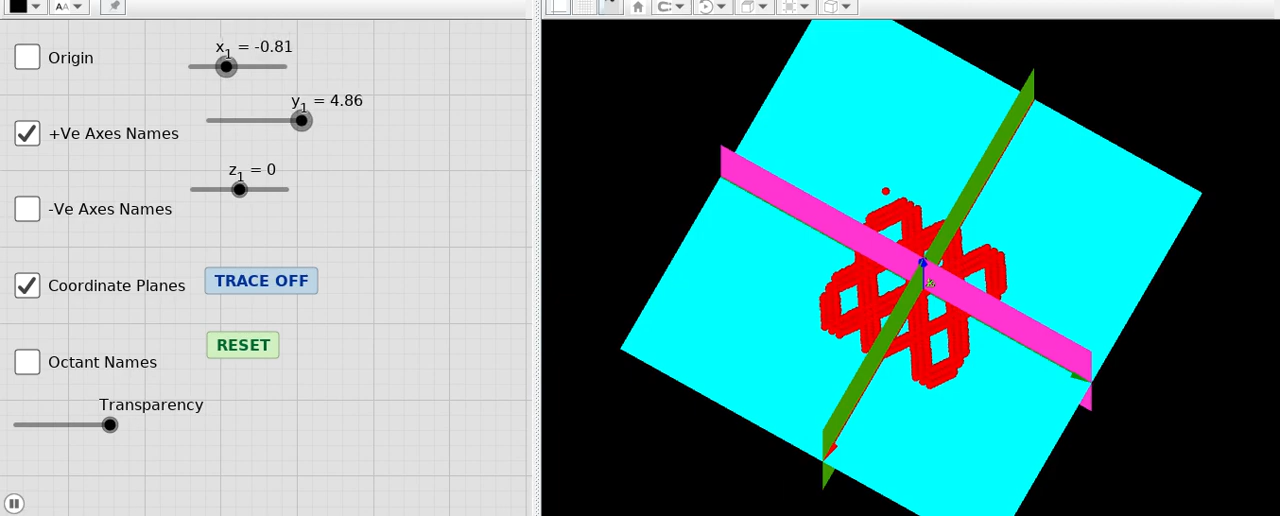 AA
x1 = -0.81
Origin
y1 = 4.86
+Ve Axes Names
z1 = 0
-Ve Axes Names
Coordinate Planes
TRACE OFF
RESET
Octant Names
Transparency